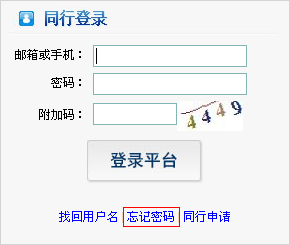 同行登录
邮箱或手机：
密码：
附加码： 4449
登录平台
找回用户名 忘记密码 同行申请